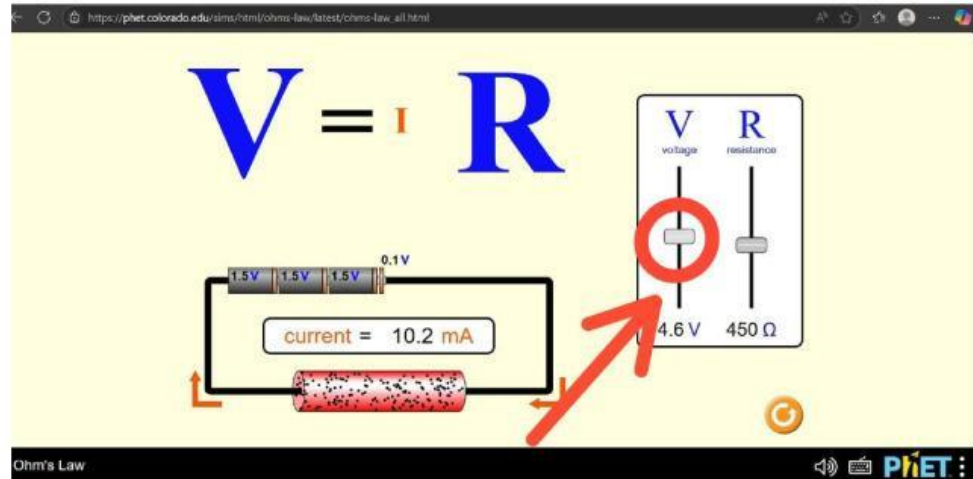 https://phet.colorado.edu/sims/html/ohms-law/latest/ohms-law_all.html
V = I R
V R
voltage resistance
0.1 V
1.5 V 1.5 V 1.5 V
4.6 V 450 Ω
current = 10.2 mA
Ohm's Law
PhET